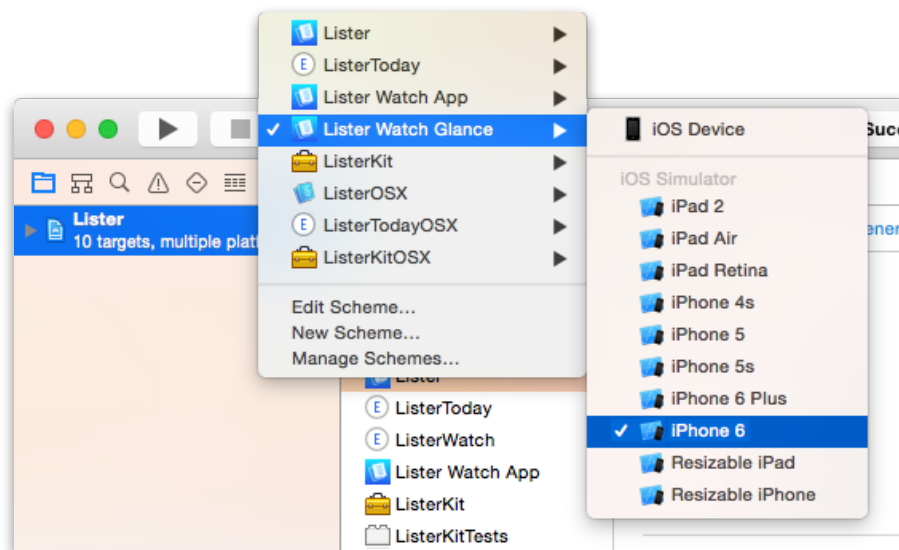 Lister
ListerToday
Lister Watch App
Lister Watch Glance
ListerKit
ListerOSX
ListerTodayOSX
ListerKitOSX
Edit Scheme...
New Scheme...
Manage Schemes...
iOS Device
iOS Simulator
iPad 2
iPad Air
iPad Retina
iPhone 4s
iPhone 5
iPhone 5s
iPhone 6 Plus
iPhone 6
Resizable iPad
Resizable iPhone
Lister
10 targets, multiple
Lister
E ListerToday
E ListerWatch
Lister Watch App
ListerKit
ListerKitTests